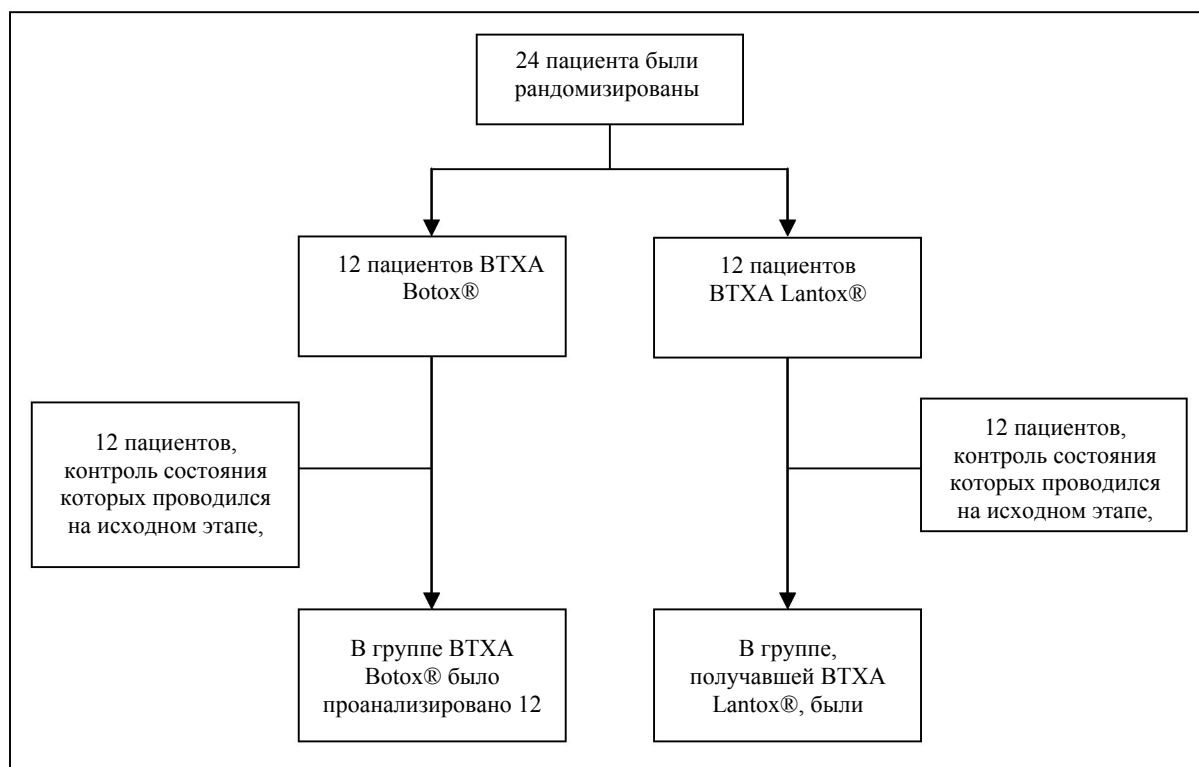 24 пациента были
рандомизированы
12 пациентов BTXA
Botox®
12 пациентов
BTXA Lantox®
12 пациентов,
контроль состояния
которых проводился
на исходном этапе,
12 пациентов,
контроль состояния
которых проводился
на исходном этапе,
В группе BTXA
Botox® было
проанализировано 12
В группе,
получавшей BTXA
Lantox®, были